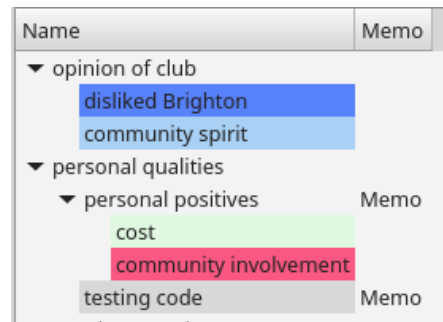 Name Memo
opinion of club
disliked Brighton
community spirit
personal qualities
personal positives Memo
cost
community involvement
testing code Memo